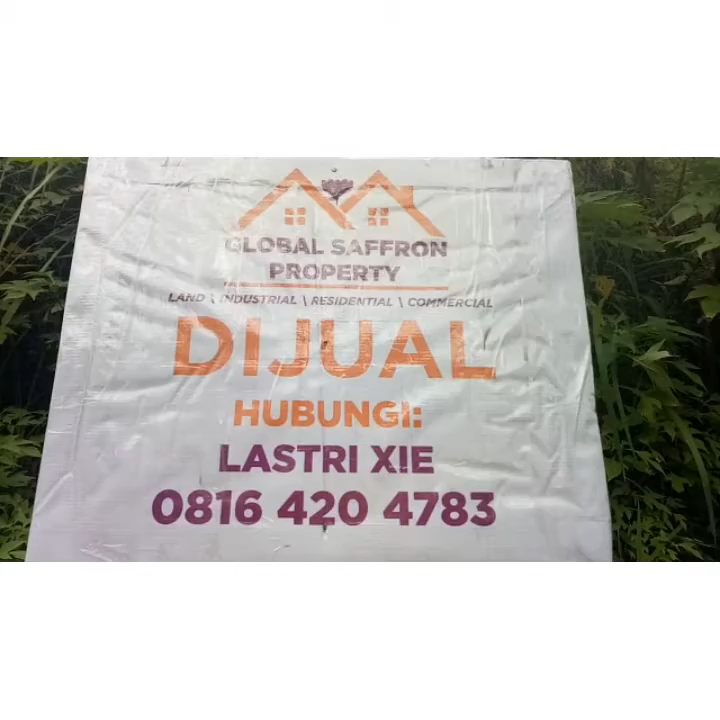 GLOBAL SAFFRON
PROPERTY
LAND \ INDUSTRIAL \ RESIDENTIAL \ COMMERCIAL
DIJUAL
HUBUNGI:
LASTRI XIE
0816 420 4783